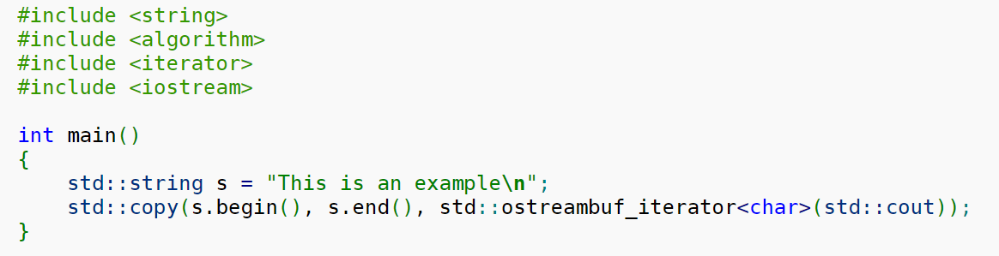 #include <string>
#include <algorithm>
#include <iterator>
#include <iostream>
int main()
{
    std::string s = "This is an example\n";
    std::copy(s.begin(), s.end(), std::ostreambuf_iterator<char>(std::cout));
}